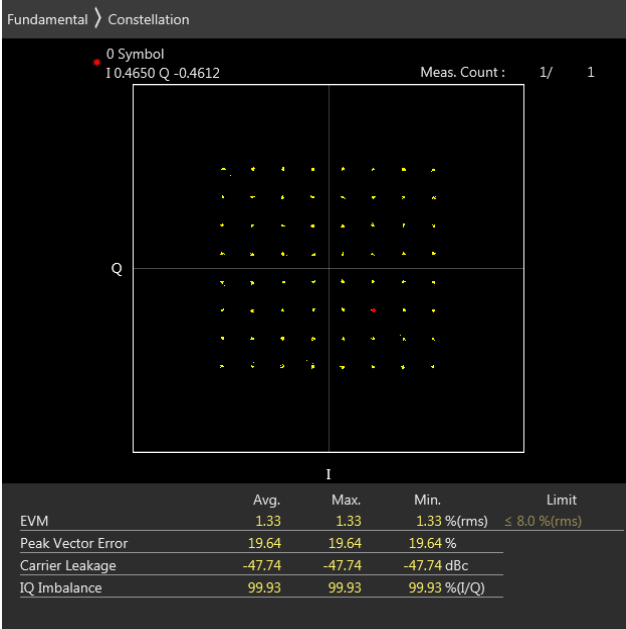 Fundamental 〉 Constellation
0 Symbol
I 0.4650 Q -0.4612 Meas. Count : 1/ 1
Q
I
Avg. Max. Min. Limit
EVM 1.33 1.33 1.33 %(rms) ≤ 8.0 %(rms)
Peak Vector Error 19.64 19.64 19.64 %
Carrier Leakage -47.74 -47.74 -47.74 dBc
IQ Imbalance 99.93 99.93 99.93 %(I/Q)